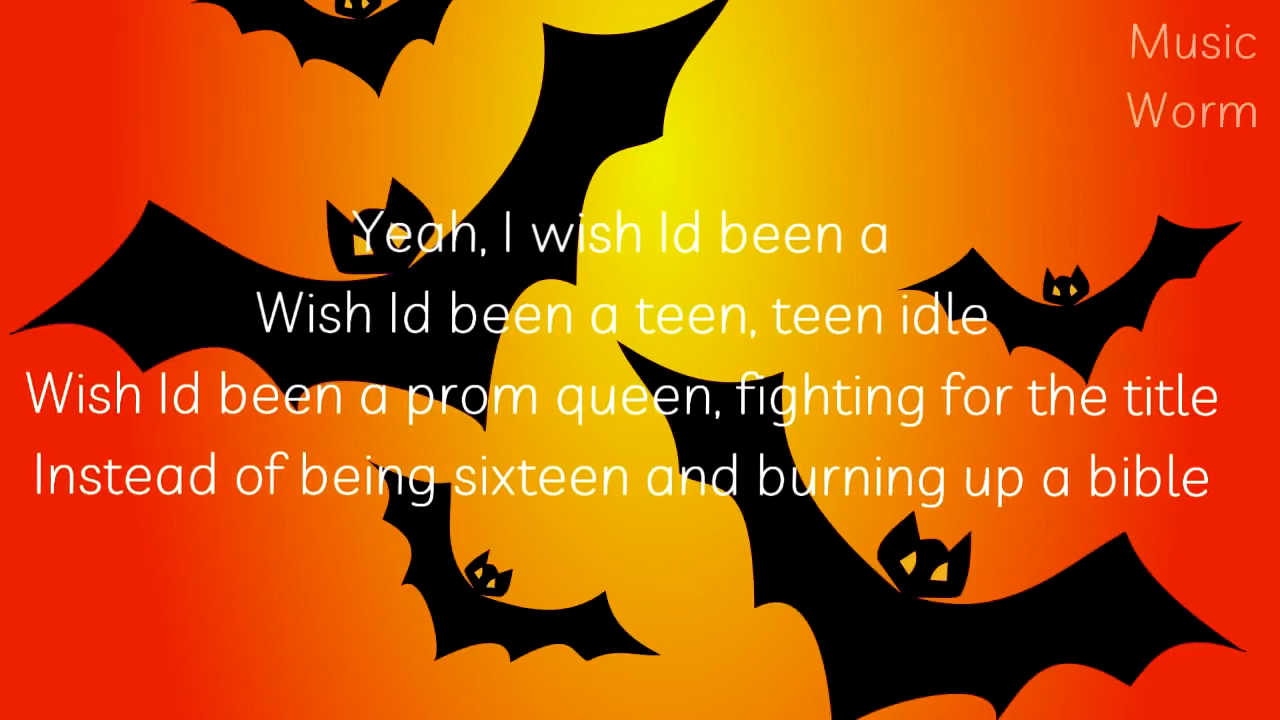 Music
Worm
Yeah, I wish Id been a
Wish Id been a teen, teen idle
Wish Id been a prom queen, fighting for the title
Instead of being sixteen and burning up a bible